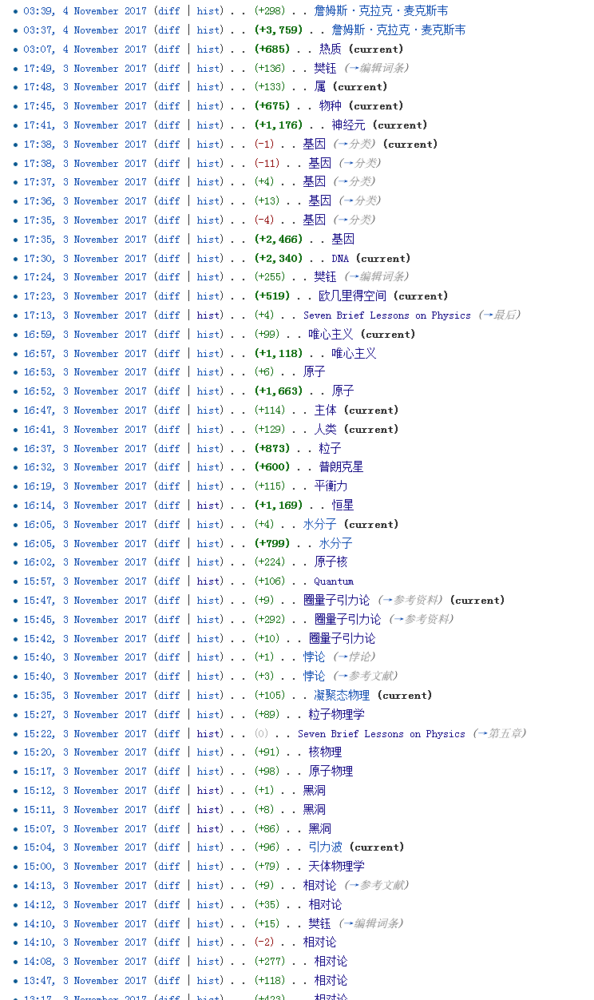 • 03:39, 4 November 2017 (diff | hist) . . (+298) . . 詹姆斯·克拉克·麦克斯韦
• 03:37, 4 November 2017 (diff | hist) . . (+3,759) . . 詹姆斯·克拉克·麦克斯韦
• 03:07, 4 November 2017 (diff | hist) . . (+685) . . 热质 (current)
• 17:49, 3 November 2017 (diff | hist) . . (+136) . . 樊钰 (→编辑词条)
• 17:48, 3 November 2017 (diff | hist) . . (+133) . . 属 (current)
• 17:45, 3 November 2017 (diff | hist) . . (+675) . . 物种 (current)
• 17:41, 3 November 2017 (diff | hist) . . (+1,176) . . 神经元 (current)
• 17:38, 3 November 2017 (diff | hist) . . (-1) . . 基因 (→分类) (current)
• 17:38, 3 November 2017 (diff | hist) . . (-11) . . 基因 (→分类)
• 17:37, 3 November 2017 (diff | hist) . . (+4) . . 基因 (→分类)
• 17:36, 3 November 2017 (diff | hist) . . (+13) . . 基因 (→分类)
• 17:35, 3 November 2017 (diff | hist) . . (-4) . . 基因 (→分类)
• 17:35, 3 November 2017 (diff | hist) . . (+2,466) . . 基因
• 17:30, 3 November 2017 (diff | hist) . . (+2,340) . . DNA (current)
• 17:24, 3 November 2017 (diff | hist) . . (+255) . . 樊钰 (→编辑词条)
• 17:23, 3 November 2017 (diff | hist) . . (+519) . . 欧几里得空间 (current)
• 17:13, 3 November 2017 (diff | hist) . . (+4) . . Seven Brief Lessons on Physics (→最后)
• 16:59, 3 November 2017 (diff | hist) . . (+99) . . 唯心主义 (current)
• 16:57, 3 November 2017 (diff | hist) . . (+1,118) . . 唯心主义
• 16:53, 3 November 2017 (diff | hist) . . (+6) . . 原子
• 16:52, 3 November 2017 (diff | hist) . . (+1,663) . . 原子
• 16:47, 3 November 2017 (diff | hist) . . (+114) . . 主体 (current)
• 16:41, 3 November 2017 (diff | hist) . . (+129) . . 人类 (current)
• 16:37, 3 November 2017 (diff | hist) . . (+873) . . 粒子
• 16:32, 3 November 2017 (diff | hist) . . (+600) . . 普朗克星
• 16:19, 3 November 2017 (diff | hist) . . (+115) . . 平衡力
• 16:14, 3 November 2017 (diff | hist) . . (+1,169) . . 恒星
• 16:05, 3 November 2017 (diff | hist) . . (+4) . . 水分子 (current)
• 16:05, 3 November 2017 (diff | hist) . . (+799) . . 水分子
• 16:02, 3 November 2017 (diff | hist) . . (+224) . . 原子核
• 15:57, 3 November 2017 (diff | hist) . . (+106) . . Quantum
• 15:47, 3 November 2017 (diff | hist) . . (+9) . . 圈量子引力论 (→参考资料) (current)
• 15:45, 3 November 2017 (diff | hist) . . (+292) . . 圈量子引力论 (→参考资料)
• 15:42, 3 November 2017 (diff | hist) . . (+10) . . 圈量子引力论
• 15:40, 3 November 2017 (diff | hist) . . (+1) . . 悖论 (→悖论)
• 15:40, 3 November 2017 (diff | hist) . . (+3) . . 悖论 (→参考文献)
• 15:35, 3 November 2017 (diff | hist) . . (+105) . . 凝聚态物理 (current)
• 15:27, 3 November 2017 (diff | hist) . . (+89) . . 粒子物理学
• 15:22, 3 November 2017 (diff | hist) . . (0) . . Seven Brief Lessons on Physics (→第五章)
• 15:20, 3 November 2017 (diff | hist) . . (+91) . . 核物理
• 15:17, 3 November 2017 (diff | hist) . . (+98) . . 原子物理
• 15:12, 3 November 2017 (diff | hist) . . (+1) . . 黑洞
• 15:11, 3 November 2017 (diff | hist) . . (+8) . . 黑洞
• 15:07, 3 November 2017 (diff | hist) . . (+86) . . 黑洞
• 15:04, 3 November 2017 (diff | hist) . . (+96) . . 引力波 (current)
• 15:00, 3 November 2017 (diff | hist) . . (+79) . . 天体物理学
• 14:13, 3 November 2017 (diff | hist) . . (+9) . . 相对论 (→参考文献)
• 14:12, 3 November 2017 (diff | hist) . . (+35) . . 相对论
• 14:10, 3 November 2017 (diff | hist) . . (+15) . . 樊钰 (→编辑词条)
• 14:10, 3 November 2017 (diff | hist) . . (-2) . . 相对论
• 14:08, 3 November 2017 (diff | hist) . . (+277) . . 相对论
• 13:47, 3 November 2017 (diff | hist) . . (+118) . . 相对论
• 13:17, 3 November 2017 (diff | hist) . . (+423) . . 相对论